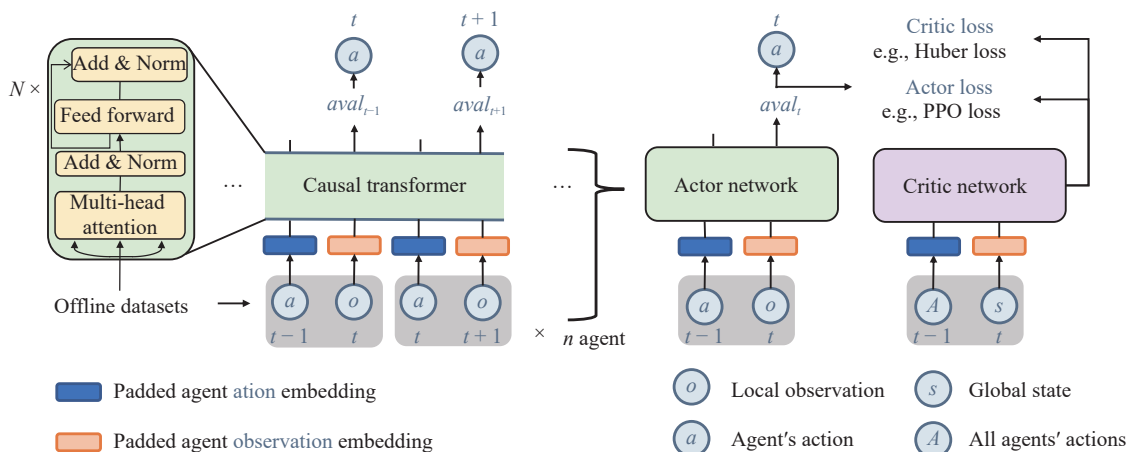 N ×
Add & Norm
Feed forward
Add & Norm
Multi-head
attention
Offline datasets
t
a
aval_{t−1}
t + 1
a
aval_{t+1}
...
Causal transformer
...
a
o
a
o
t − 1
t
t
t + 1
× n agent
t
a
aval_t
Actor network
a
o
t − 1
t
Critic loss
e.g., Huber loss
Actor loss
e.g., PPO loss
Critic network
A
s
t − 1
t
Padded agent ation embedding
Padded agent observation embedding
o Local observation
s Global state
a Agent's action
A All agents' actions